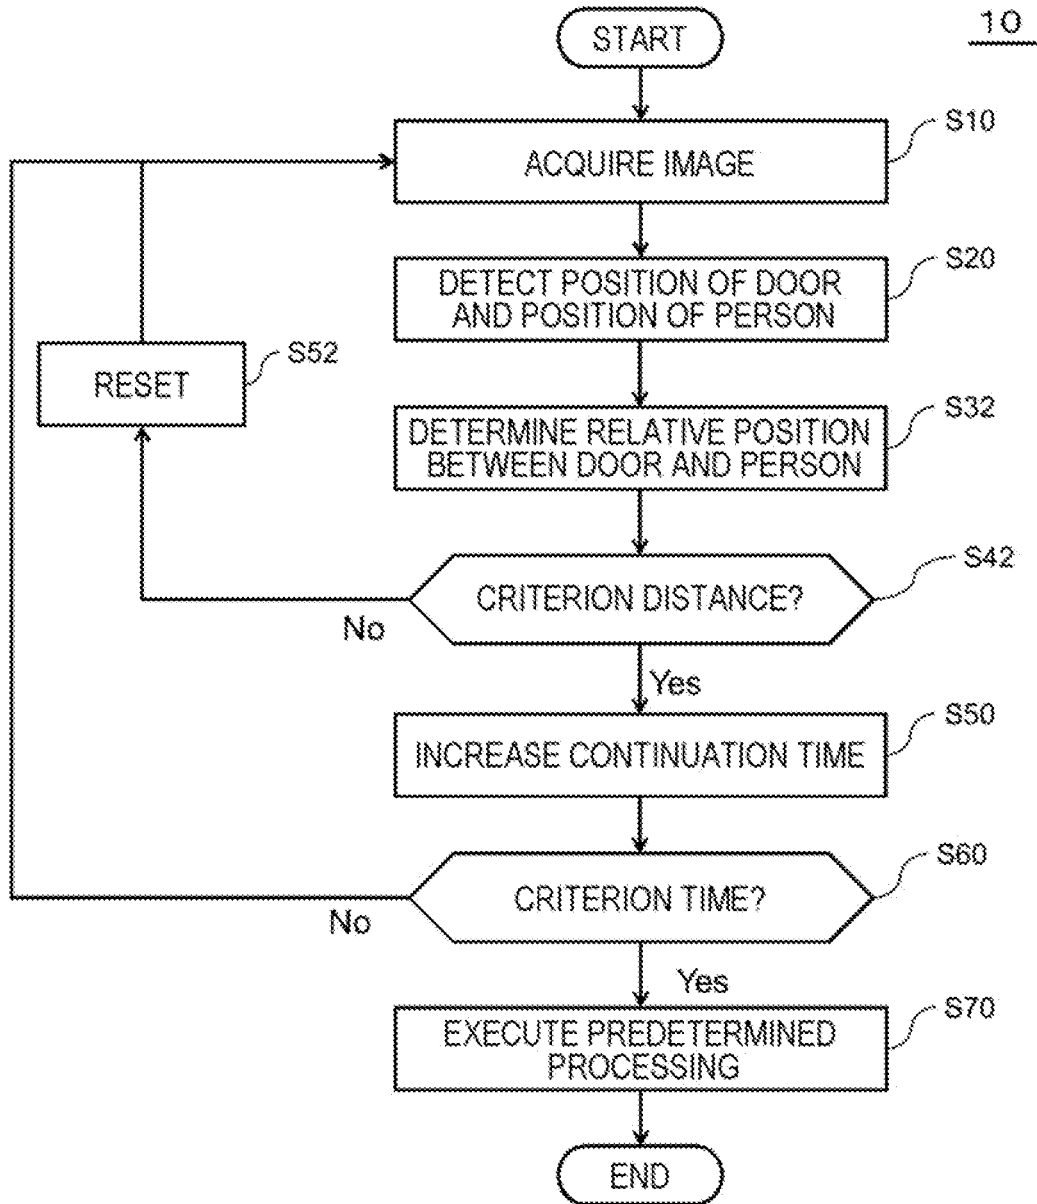 10
START
S10
ACQUIRE IMAGE
S20
DETECT POSITION OF DOOR
AND POSITION OF PERSON
S52
RESET
S32
DETERMINE RELATIVE POSITION
BETWEEN DOOR AND PERSON
S42
CRITERION DISTANCE?
No
Yes
S50
INCREASE CONTINUATION TIME
S60
CRITERION TIME?
No
Yes
S70
EXECUTE PREDETERMINED
PROCESSING
END